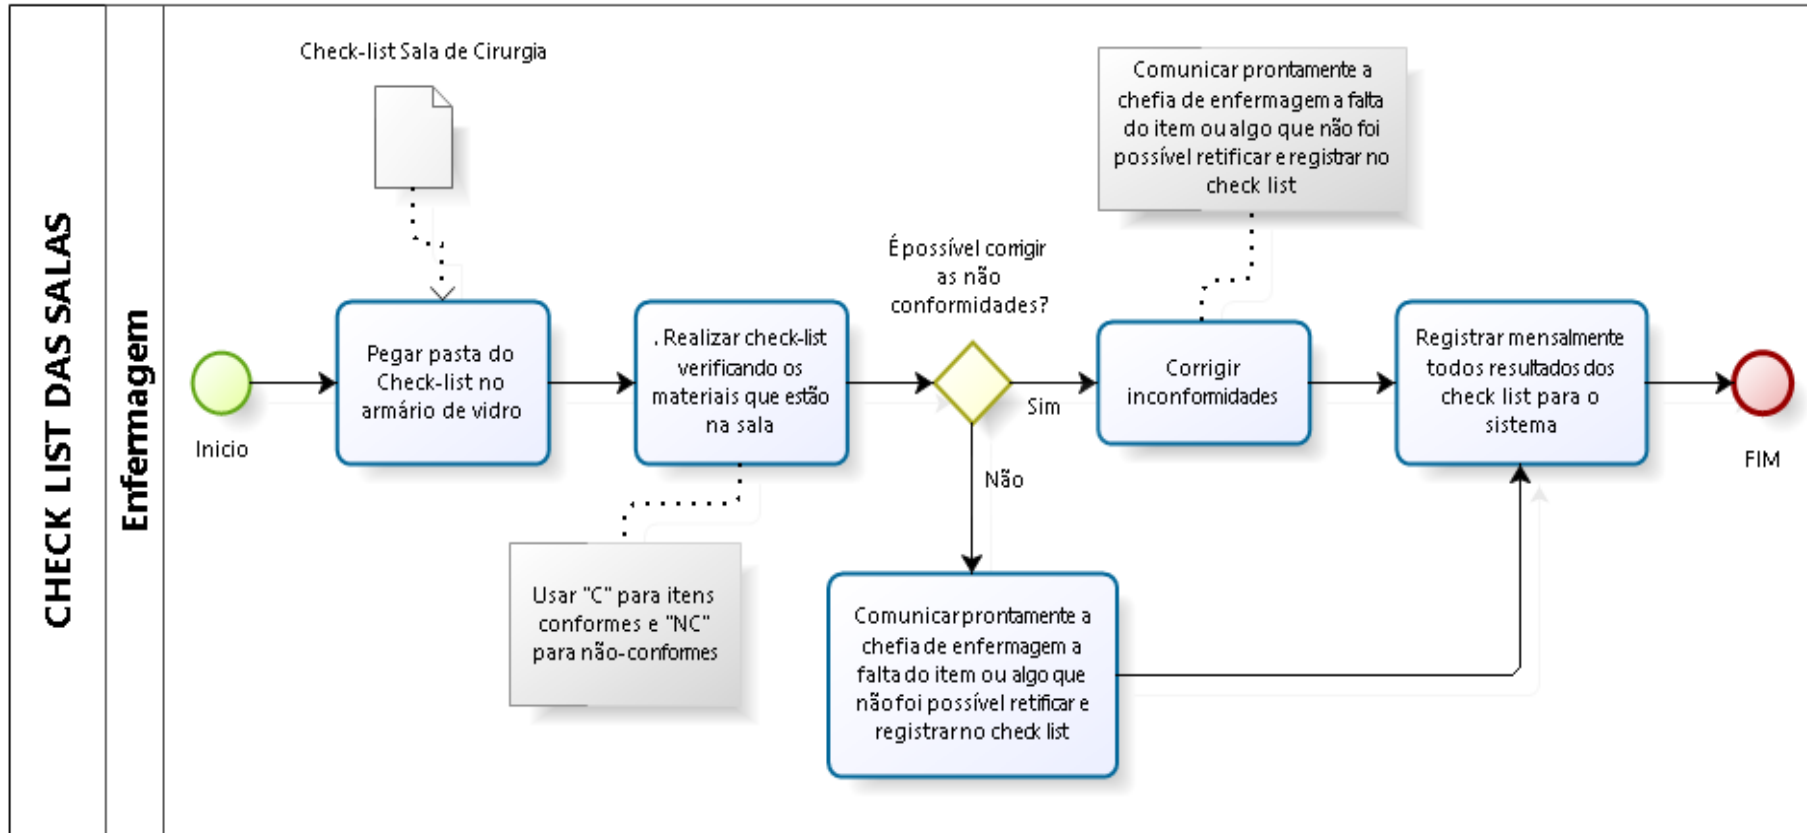 CHECK LIST DAS SALAS
Enfermagem
Check-list Sala de Cirurgia
Comunicar prontamente a
chefia de enfermagem a falta
do item ou algo que não foi
possível retificar e registrar no
check list
É possível corrigir
as não
conformidades?
Inicio
Pegar pasta do
Check-list no
armário de vidro
. Realizar check-list
verificando os
materiais que estão
na sala
Sim
Corrigir
inconformidades
Registrar mensalmente
todos resultados dos
check list para o
sistema
FIM
Não
Usar "C" para itens
conformes e "NC"
para não-conformes
Comunicar prontamente a
chefia de enfermagem a
falta do item ou algo que
não foi possível retificar e
registrar no check list